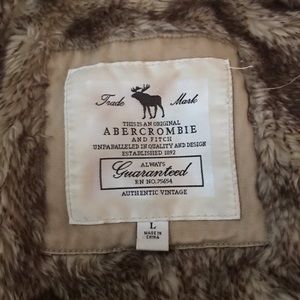 Trade Mark
THIS IS AN ORIGINAL
ABERCROMBIE
AND FITCH
UNPARALLELED IN QUALITY AND DESIGN
ESTABLISHED 1892
ALWAYS
Guaranteed
RN NO. 75654
AUTHENTIC VINTAGE
L
MADE IN
CHINA